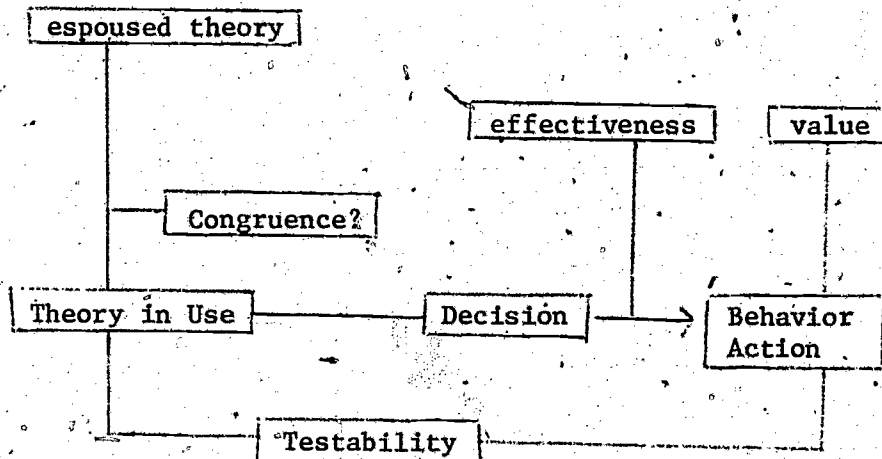 espoused theory
effectiveness
value
Congruence?
Theory in Use
Decision
Behavior
Action
Testability